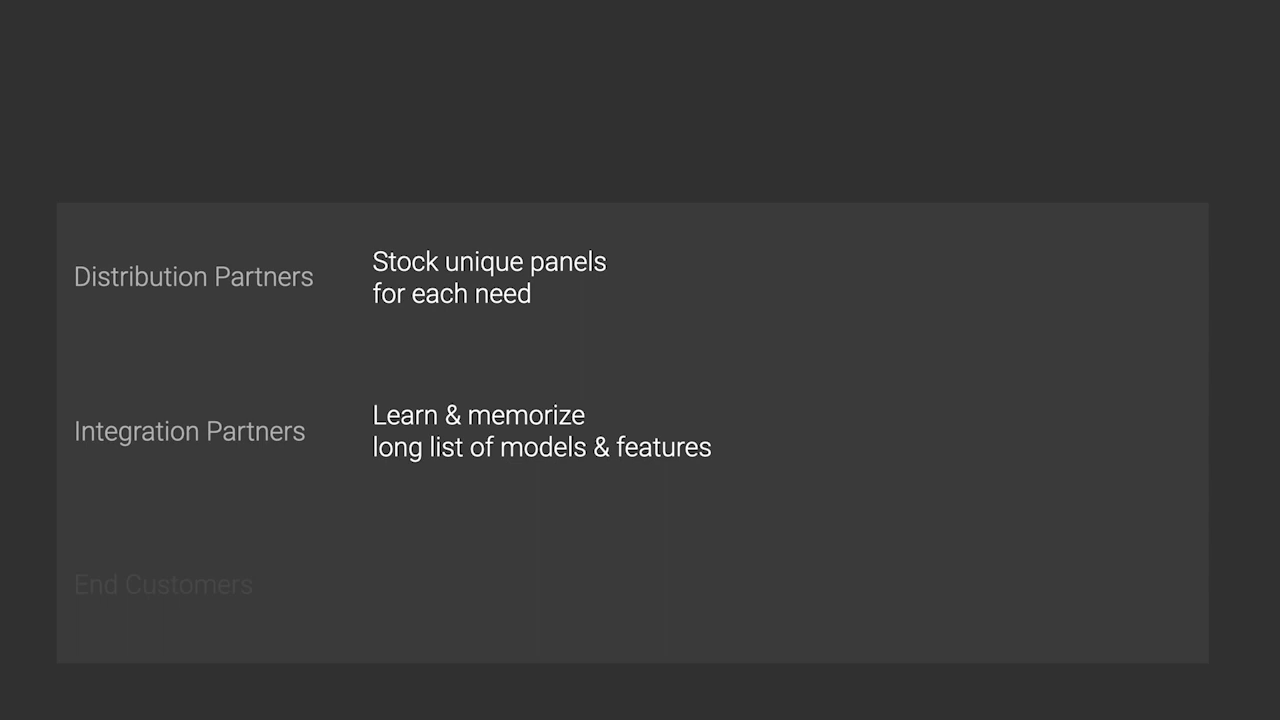 Distribution Partners
Stock unique panels
for each need
Integration Partners
Learn & memorize
long list of models & features
End Customers